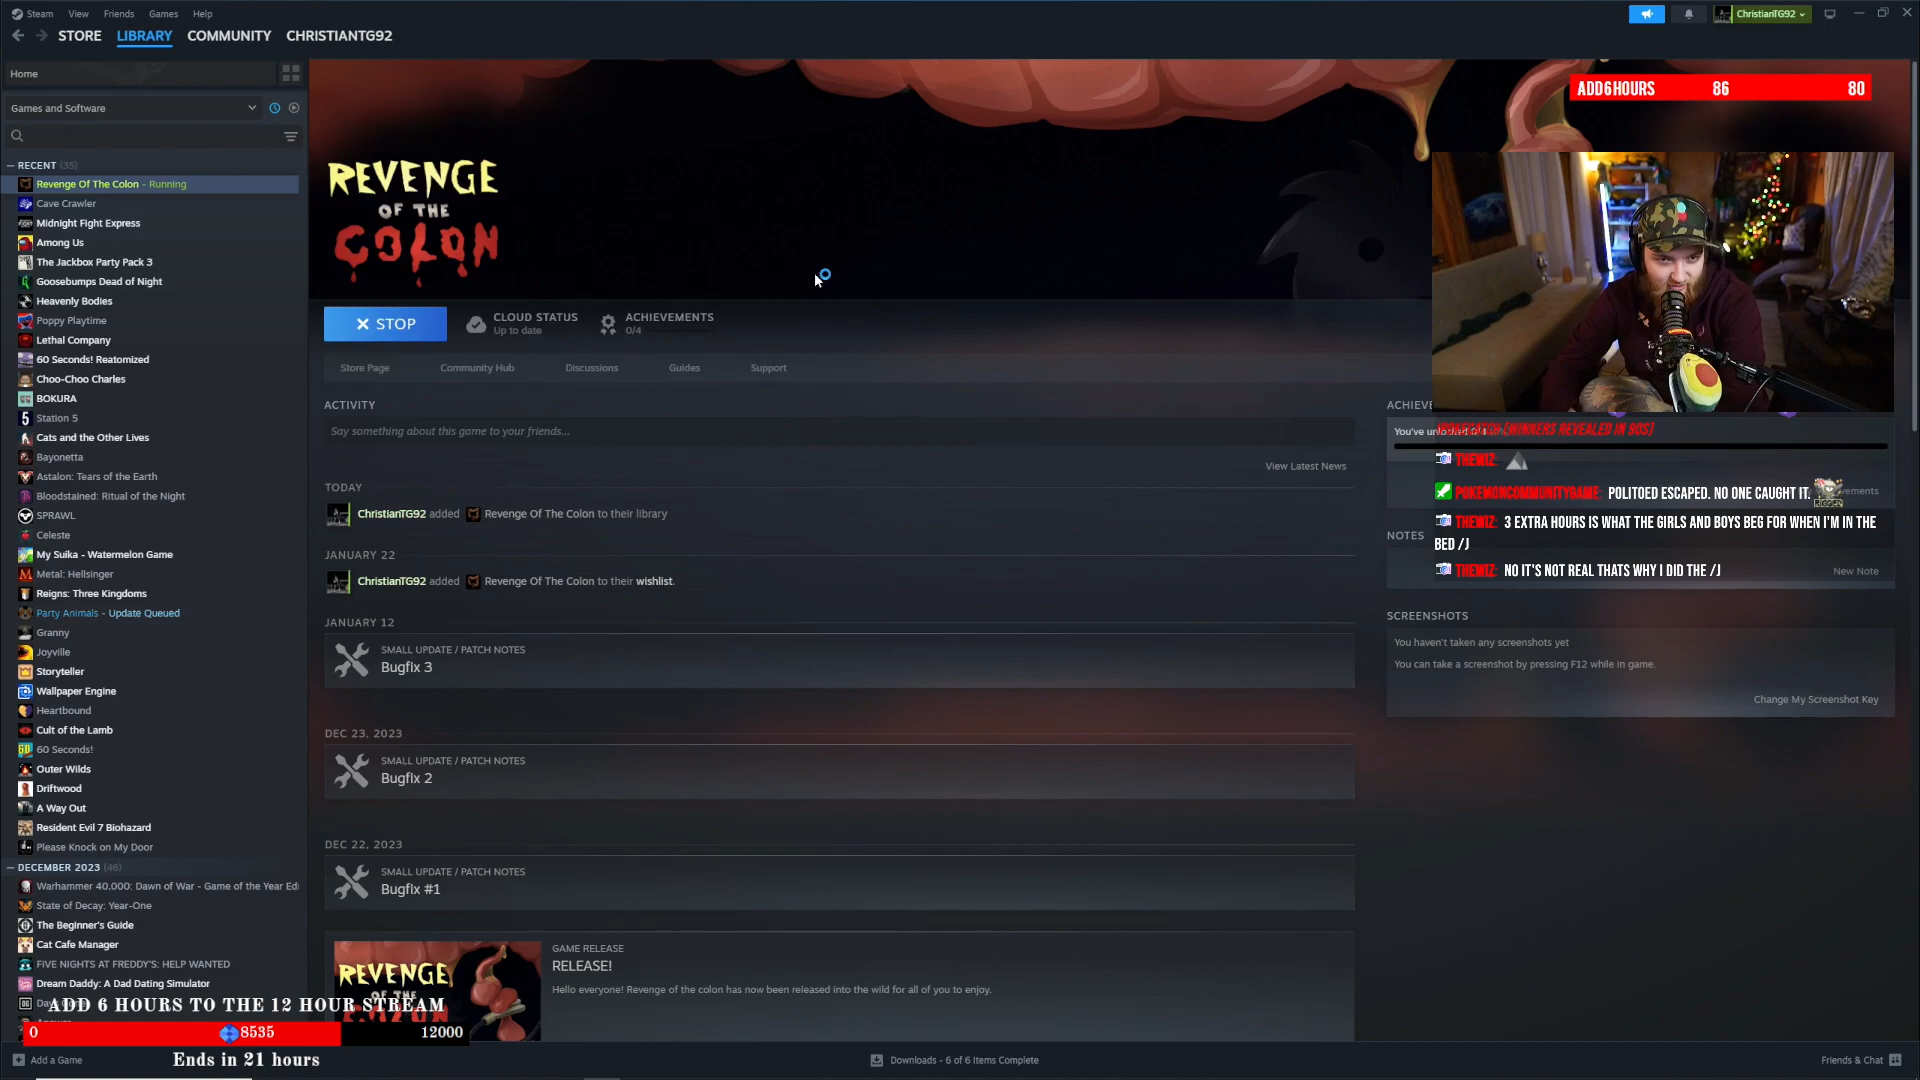 Steam View Friends Games Help
ChristianTG92
STORE LIBRARY COMMUNITY CHRISTIANTG92
Home
Games and Software
RECENT (35)
Revenge Of The Colon - Running
Cave Crawler
Midnight Fight Express
Among Us
The Jackbox Party Pack 3
Goosebumps Dead of Night
Heavenly Bodies
Poppy Playtime
Lethal Company
60 Seconds! Reatomized
Choo-Choo Charles
BOKURA
Station 5
Cats and the Other Lives
Bayonetta
Astalon: Tears of the Earth
Bloodstained: Ritual of the Night
SPRAWL
Celeste
My Suika - Watermelon Game
Metal: Hellsinger
Reigns: Three Kingdoms
Party Animals - Update Queued
Granny
Joyville
Storyteller
Wallpaper Engine
Heartbound
Cult of the Lamb
60 Seconds!
Outer Wilds
Driftwood
A Way Out
Resident Evil 7 Biohazard
Please Knock on My Door
DECEMBER 2023 (46)
Warhammer 40,000: Dawn of War - Game of the Year Edi
State of Decay: Year-One
The Beginner's Guide
Cat Cafe Manager
FIVE NIGHTS AT FREDDY'S: HELP WANTED
Dream Daddy: A Dad Dating Simulator
ADD 6 HOURS TO THE 12 HOUR STREAM
0 8535 12000
Ends in 21 hours
Add a Game
REVENGE
OF THE
COLON
ADD6HOURS 86 80
STOP
CLOUD STATUS
Up to date
ACHIEVEMENTS
0/4
Store Page Community Hub Discussions Guides Support
ACTIVITY
Say something about this game to your friends...
View Latest News
TODAY
ChristianTG92 added Revenge Of The Colon to their library
JANUARY 22
ChristianTG92 added Revenge Of The Colon to their wishlist.
JANUARY 12
SMALL UPDATE / PATCH NOTES
Bugfix 3
DEC 23, 2023
SMALL UPDATE / PATCH NOTES
Bugfix 2
DEC 22, 2023
SMALL UPDATE / PATCH NOTES
Bugfix #1
REVENGE
OF THE
GAME RELEASE
RELEASE!
Hello everyone! Revenge of the colon has now been released into the wild for all of you to enjoy.
ACHIEVE
You've
(WINNERS REVEALED IN 90S)
THEWIZ:
POKEMONCOMMUNITYGAME: POLITOED ESCAPED. NO ONE CAUGHT IT.
THEWIZ: 3 EXTRA HOURS IS WHAT THE GIRLS AND BOYS BEG FOR WHEN I'M IN THE
BED /J
THEWIZ: NO IT'S NOT REAL THATS WHY I DID THE /J
NOTES
New Note
SCREENSHOTS
You haven't taken any screenshots yet
You can take a screenshot by pressing F12 while in game.
Change My Screenshot Key
Downloads - 6 of 6 Items Complete
Friends & Chat